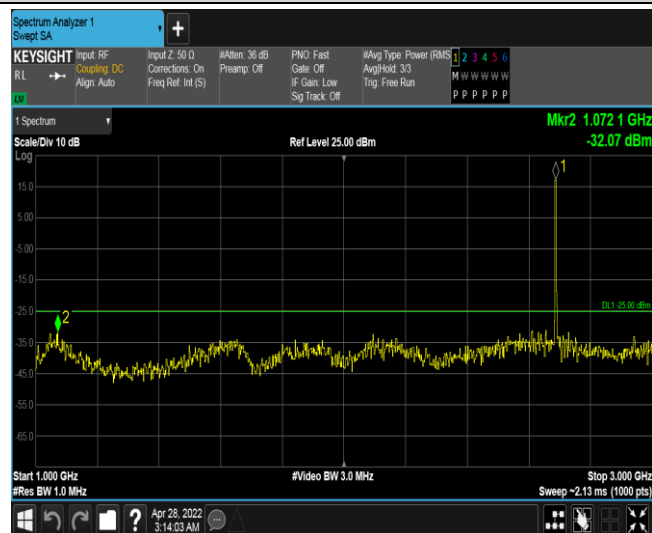 Spectrum Analyzer 1
Swept SA
+
KEYSIGHT
RL
Input: RF
Coupling: DC
Align: Auto
Input Z: 50 Ω
Corrections: On
Freq Ref: Int (S)
#Atten: 36 dB
Preamp: Off
PNO: Fast
Gate: Off
IF Gain: Low
Sig Track: Off
#Avg Type: Power (RMS
Avg|Hold: 3/3
Trig: Free Run
1 2 3 4 5 6
M W W W W W
P P P P P P
1 Spectrum
Mkr2 1.072 1 GHz
Scale/Div 10 dB
Ref Level 25.00 dBm
-32.07 dBm
Log
1
15.0
5.00
-5.00
-15.0
-25.0
DL1 -25.00 dBm
2
-35.0
-45.0
-55.0
-65.0
Start 1.000 GHz
#Video BW 3.0 MHz
Stop 3.000 GHz
#Res BW 1.0 MHz
Sweep ~2.13 ms (1000 pts)
?
Apr 28, 2022
3:14:03 AM